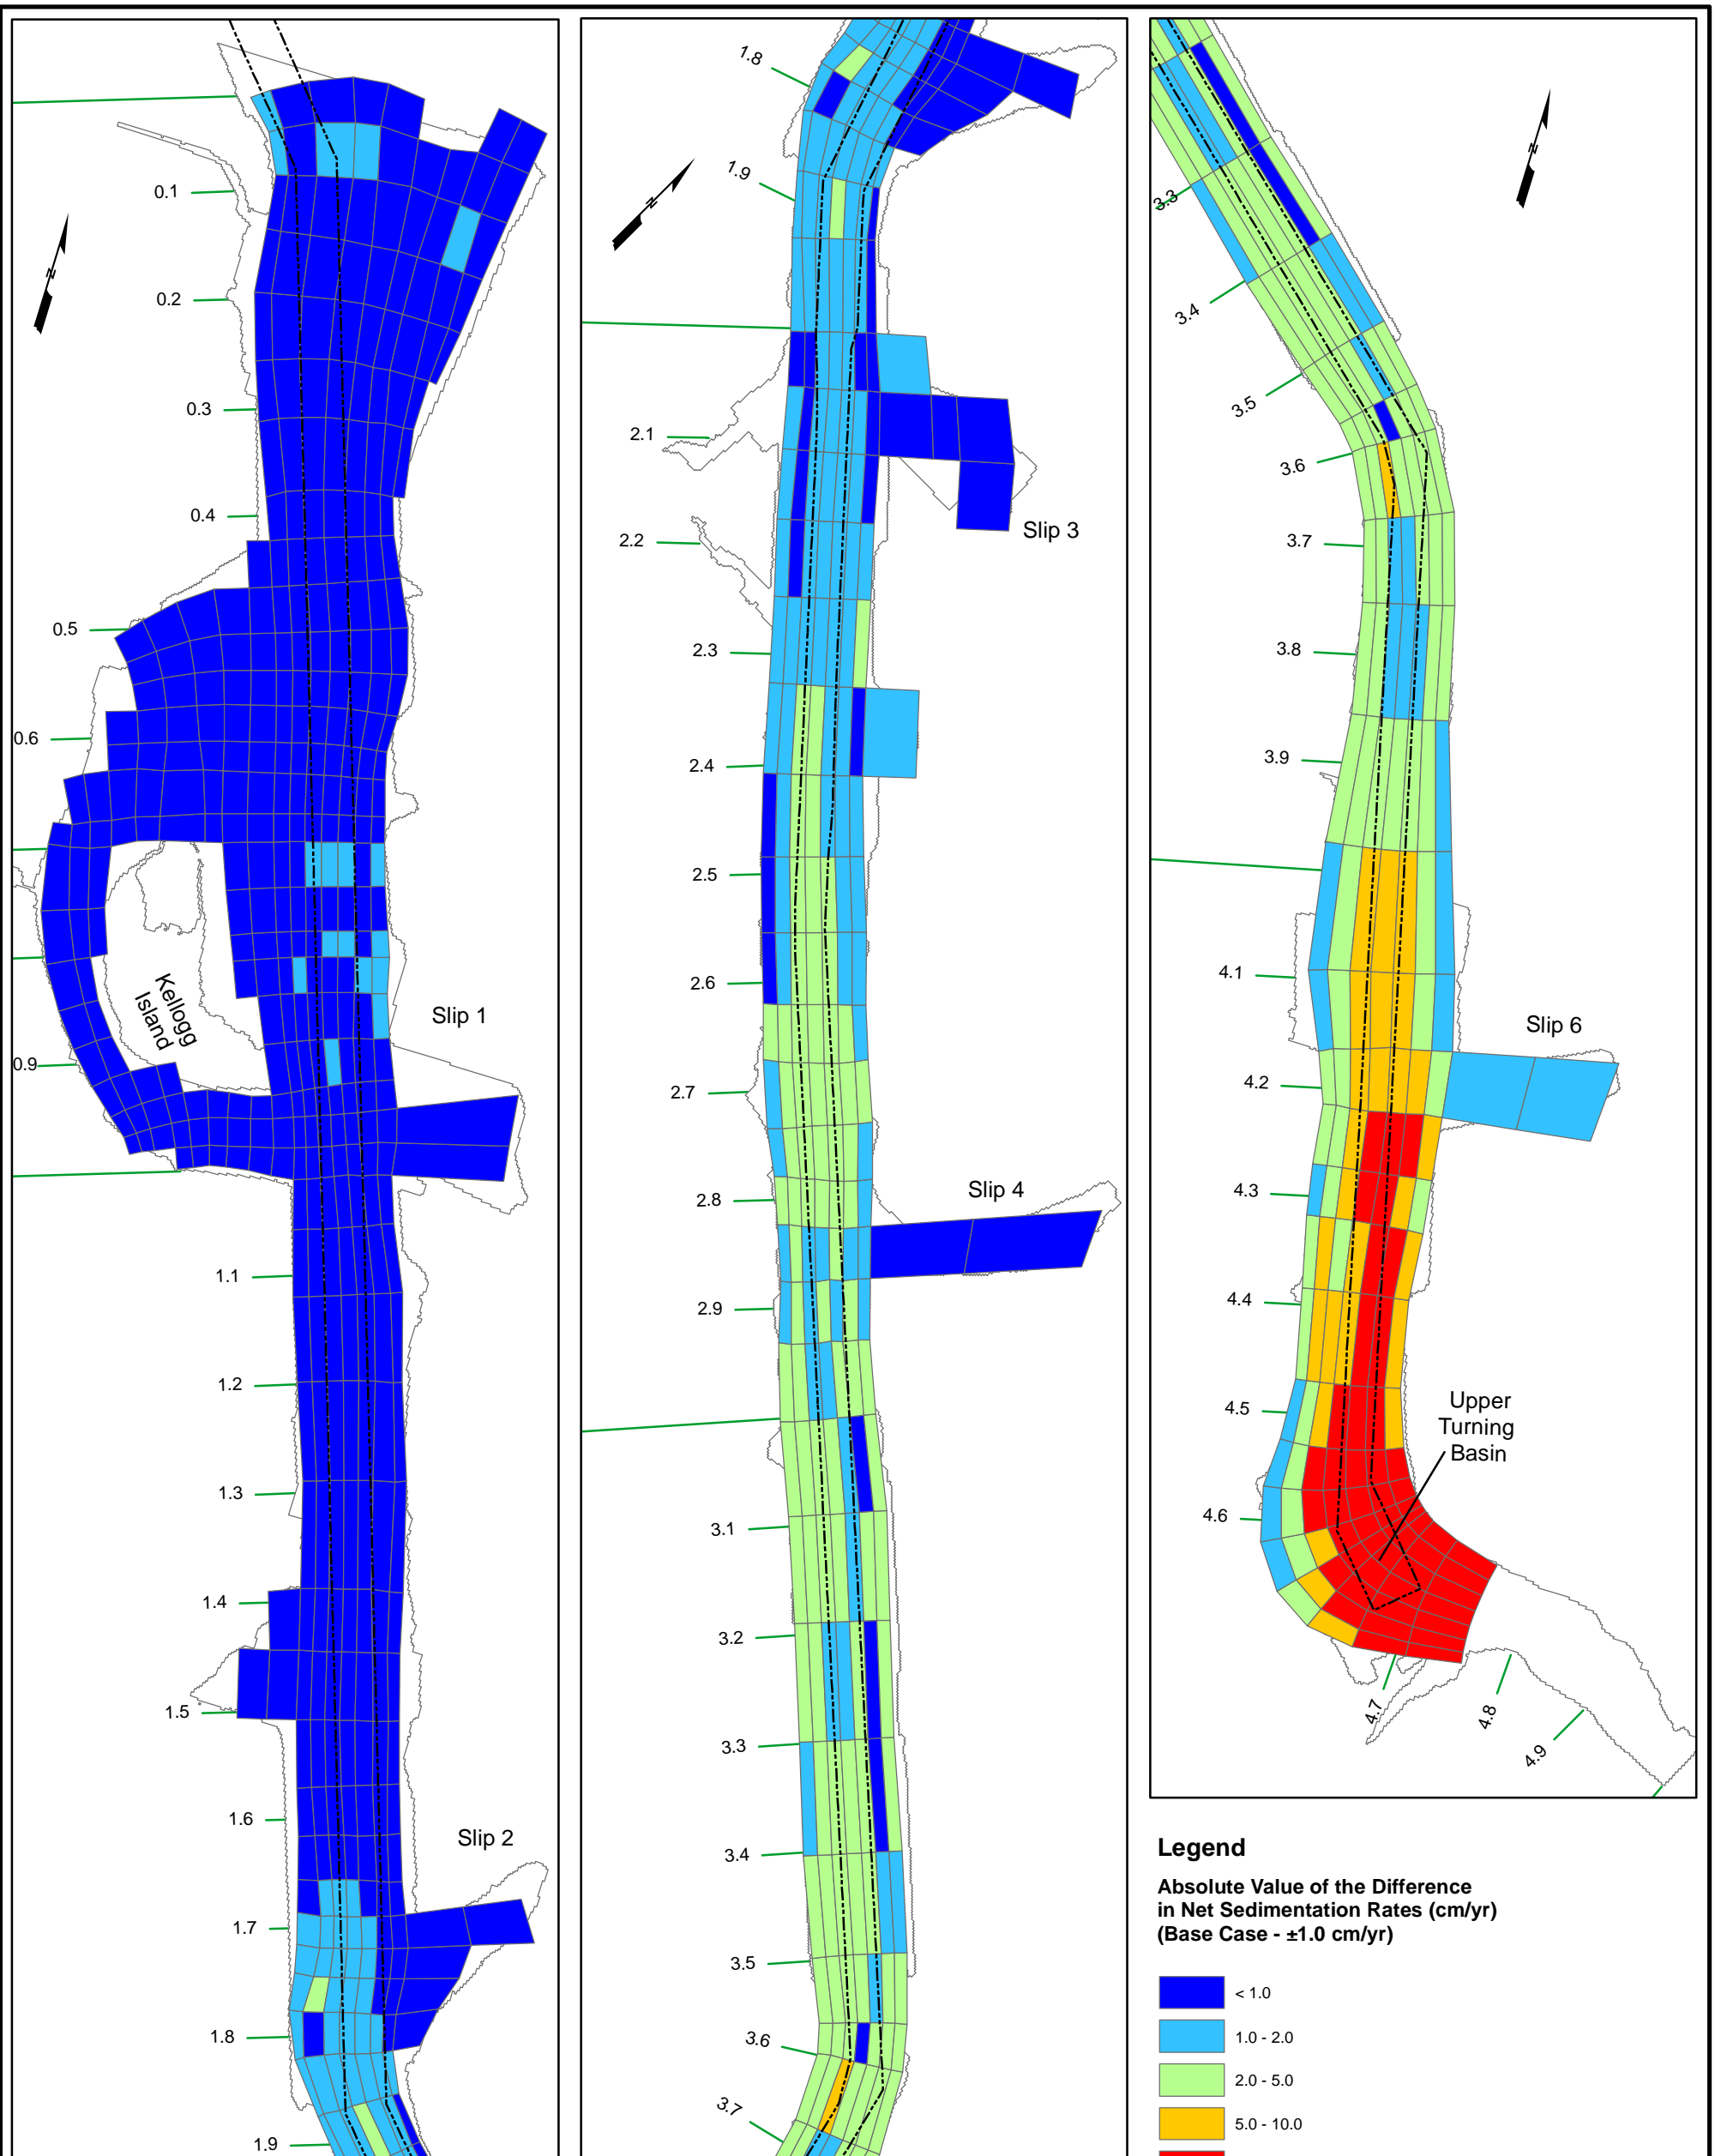 N
0.1
0.2
0.3
0.4
0.5
0.6
Kellogg
Island
Slip 1
0.9
1.1
1.2
1.3
1.4
1.5
1.6
Slip 2
1.7
1.8
1.9
1.8
1.9
N
2.1
Slip 3
2.2
2.3
2.4
2.5
2.6
2.7
Slip 4
2.8
2.9
3.1
3.2
3.3
3.4
3.5
3.6
3.7
N
3.3
3.4
3.5
3.6
3.7
3.8
3.9
4.1
Slip 6
4.2
4.3
4.4
Upper
Turning
Basin
4.5
4.6
4.7
4.8
4.9
Legend
Absolute Value of the Difference
in Net Sedimentation Rates (cm/yr)
(Base Case - ±1.0 cm/yr)
< 1.0
1.0 - 2.0
2.0 - 5.0
5.0 - 10.0